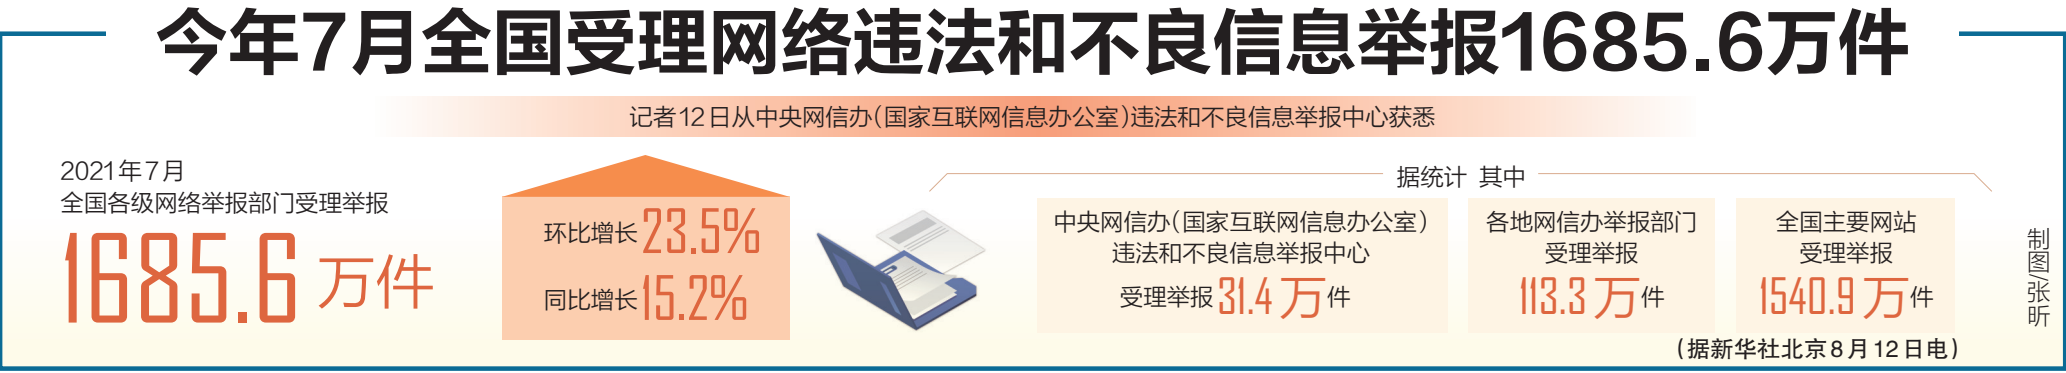 今年7月全国受理网络违法和不良信息举报1685.6万件
记者12日从中央网信办(国家互联网信息办公室)违法和不良信息举报中心获悉
2021年7月
全国各级网络举报部门受理举报
1685.6万件
环比增长23.5%
同比增长15.2%
据统计 其中
中央网信办(国家互联网信息办公室)
违法和不良信息举报中心
受理举报31.4万件
各地网信办举报部门
受理举报
113.3万件
全国主要网站
受理举报
1540.9万件
制图/张昕
(据新华社北京8月12日电)